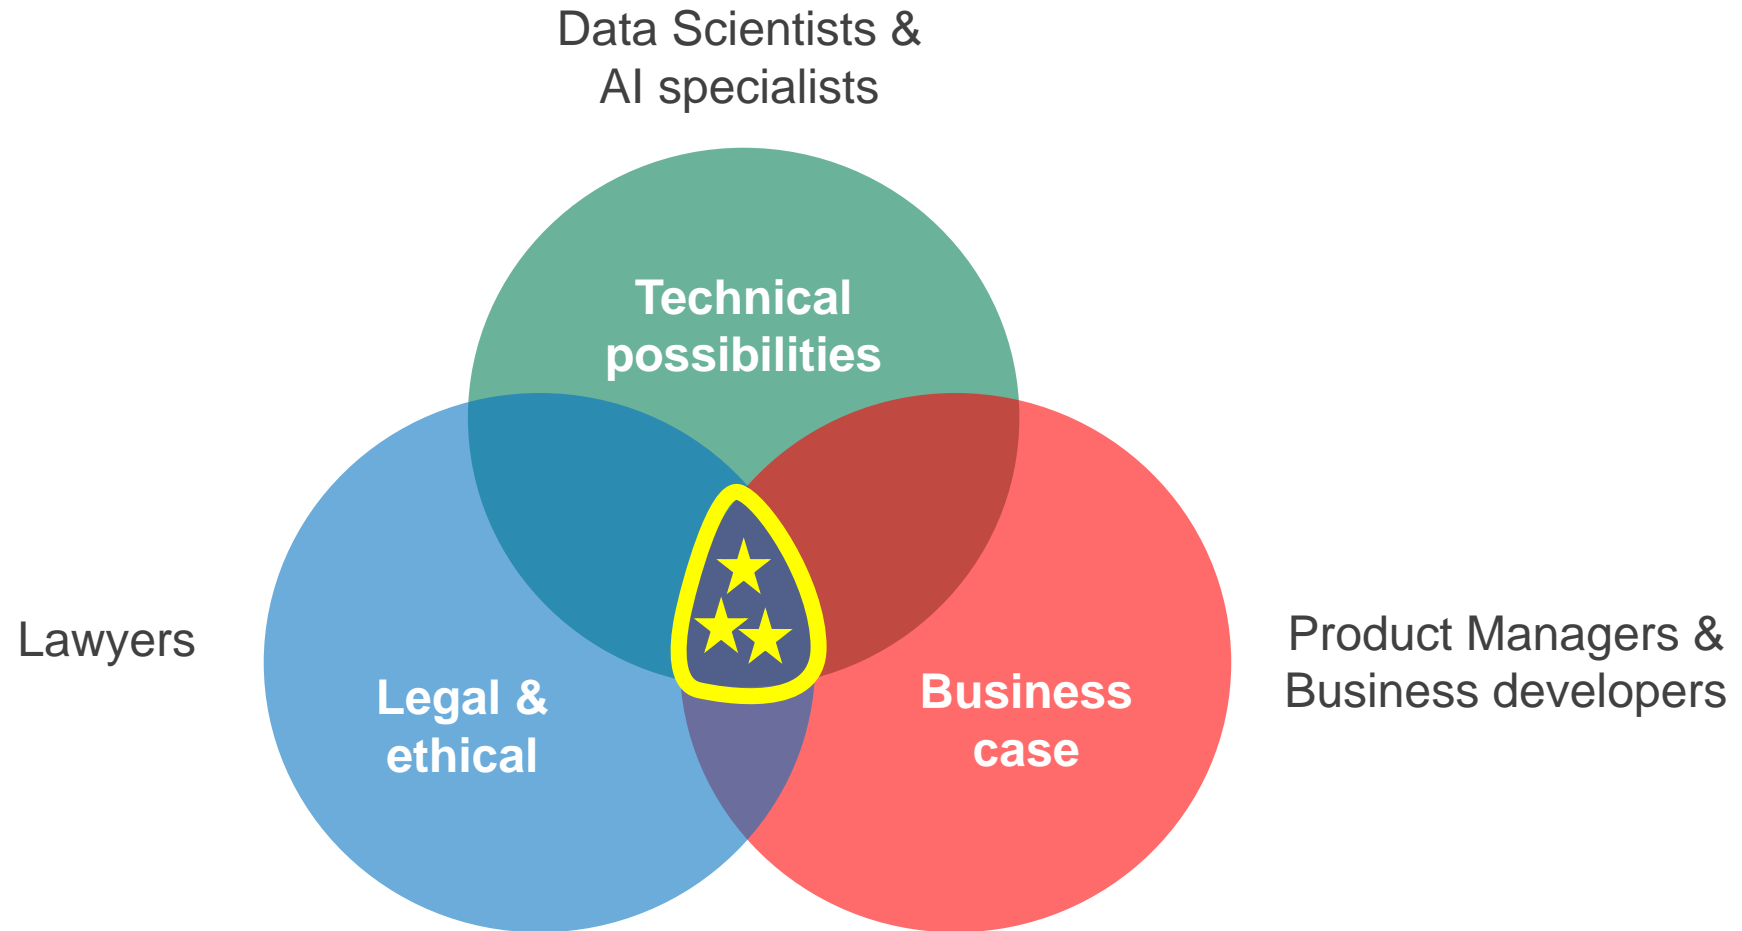 Data Scientists &
AI specialists
Technical
possibilities
Lawyers
Legal &
ethical
Business
case
Product Managers &
Business developers